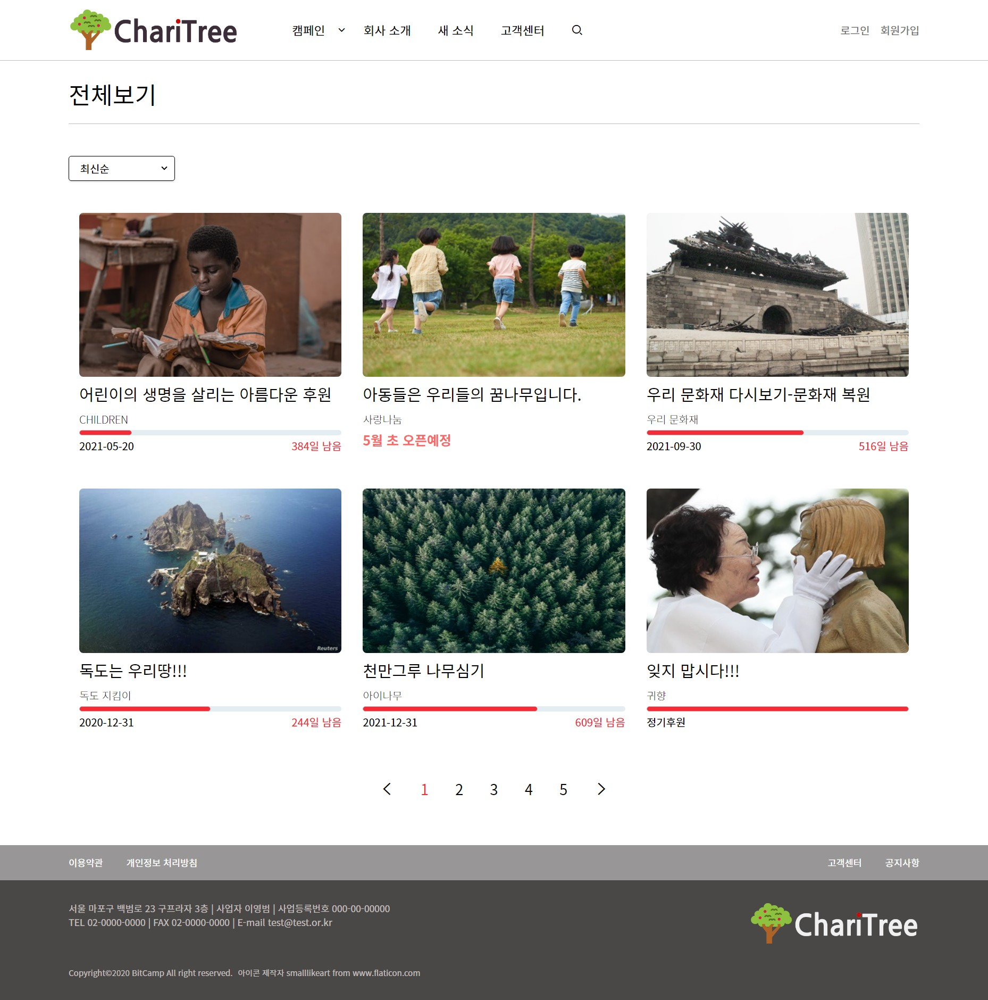 ChariTree
캠페인 회사 소개 새 소식 고객센터 로그인 회원가입
전체보기
최신순
어린이의 생명을 살리는 아름다운 후원
CHILDREN
2021-05-20 384일 남음
아동들은 우리들의 꿈나무입니다.
사랑나눔
5월 초 오픈예정
우리 문화재 다시보기-문화재 복원
우리 문화재
2021-09-30 516일 남음
Reuters
독도는 우리땅!!!
독도 지킴이
2020-12-31 244일 남음
천만그루 나무심기
아이나무
2021-12-31 609일 남음
잊지 맙시다!!!
귀향
정기후원
1 2 3 4 5
이용약관 개인정보 처리방침 고객센터 공지사항
서울 마포구 백범로 23 구프라자 3층 | 사업자 이영범 | 사업등록번호 000-00-00000
TEL 02-0000-0000 | FAX 02-0000-0000 | E-mail test@test.or.kr
ChariTree
Copyright©2020 BitCamp All right reserved. 아이콘 제작자 smalllikeart from www.flaticon.com